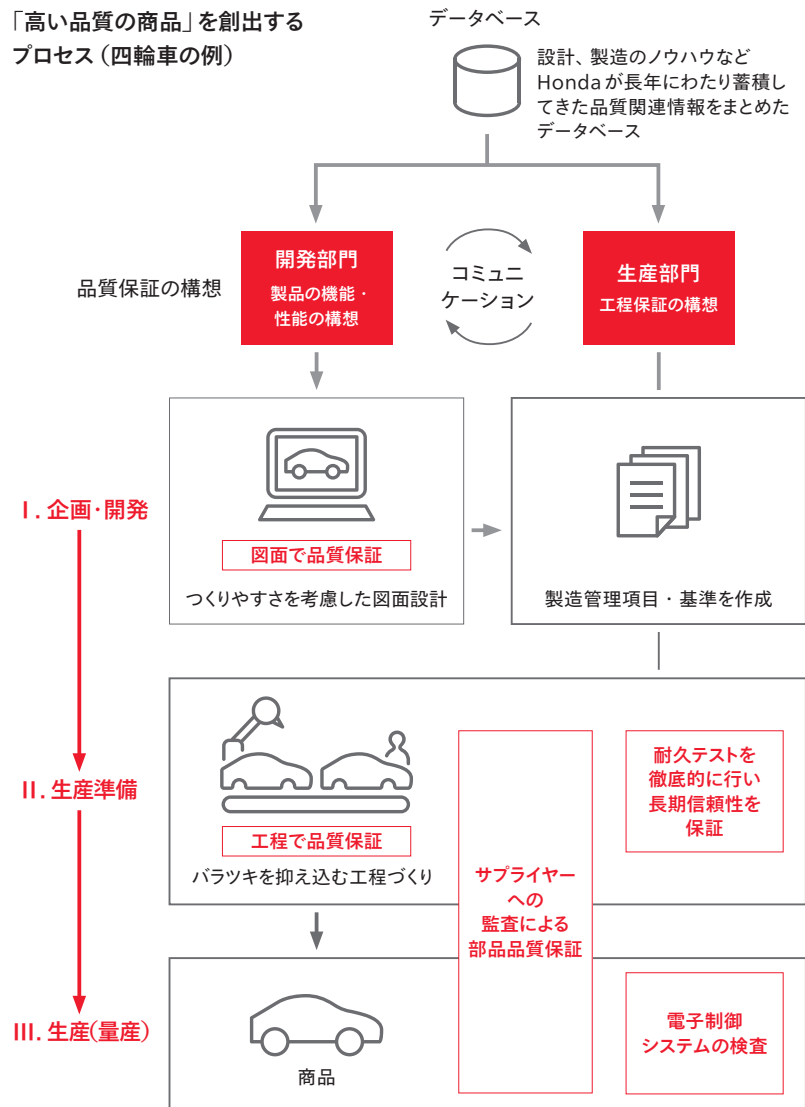 「高い品質の商品」を創出する
プロセス（四輪車の例）
データベース
設計、製造のノウハウなど
Hondaが長年にわたり蓄積し
てきた品質関連情報をまとめた
データベース
品質保証の構想
開発部門
製品の機能・
性能の構想
コミュニ
ケーション
生産部門
工程保証の構想
I. 企画・開発
図面で品質保証
つくりやすさを考慮した図面設計
製造管理項目・基準を作成
II. 生産準備
工程で品質保証
バラツキを抑え込む工程づくり
サプライヤー
への
監査による
部品品質保証
耐久テストを
徹底的に行い
長期信頼性を
保証
III. 生産(量産)
商品
電子制御
システムの検査